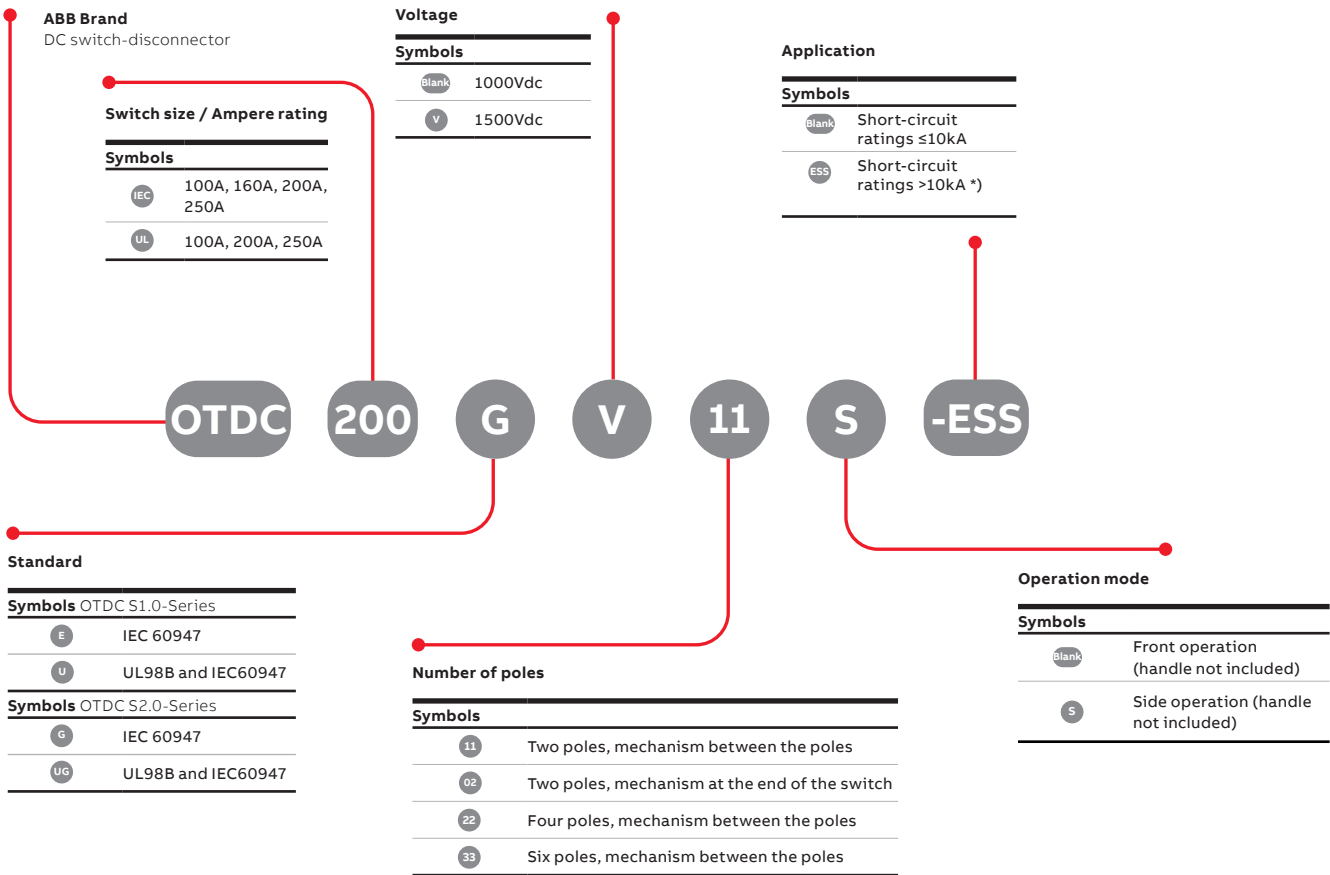 ABB Brand
DC switch-disconnector
Switch size / Ampere rating
Symbols
IEC 100A, 160A, 200A,
250A
UL 100A, 200A, 250A
Voltage
Symbols
Blank 1000Vdc
V 1500Vdc
Application
Symbols
Blank Short-circuit
ratings ≤10kA
ESS Short-circuit
ratings >10kA *)
OTDC 200 G V 11 S -ESS
Standard
Symbols OTDC S1.0-Series
E IEC 60947
U UL98B and IEC60947
Symbols OTDC S2.0-Series
G IEC 60947
UG UL98B and IEC60947
Number of poles
Symbols
11 Two poles, mechanism between the poles
02 Two poles, mechanism at the end of the switch
22 Four poles, mechanism between the poles
33 Six poles, mechanism between the poles
Operation mode
Symbols
Blank Front operation
(handle not included)
S Side operation (handle
not included)